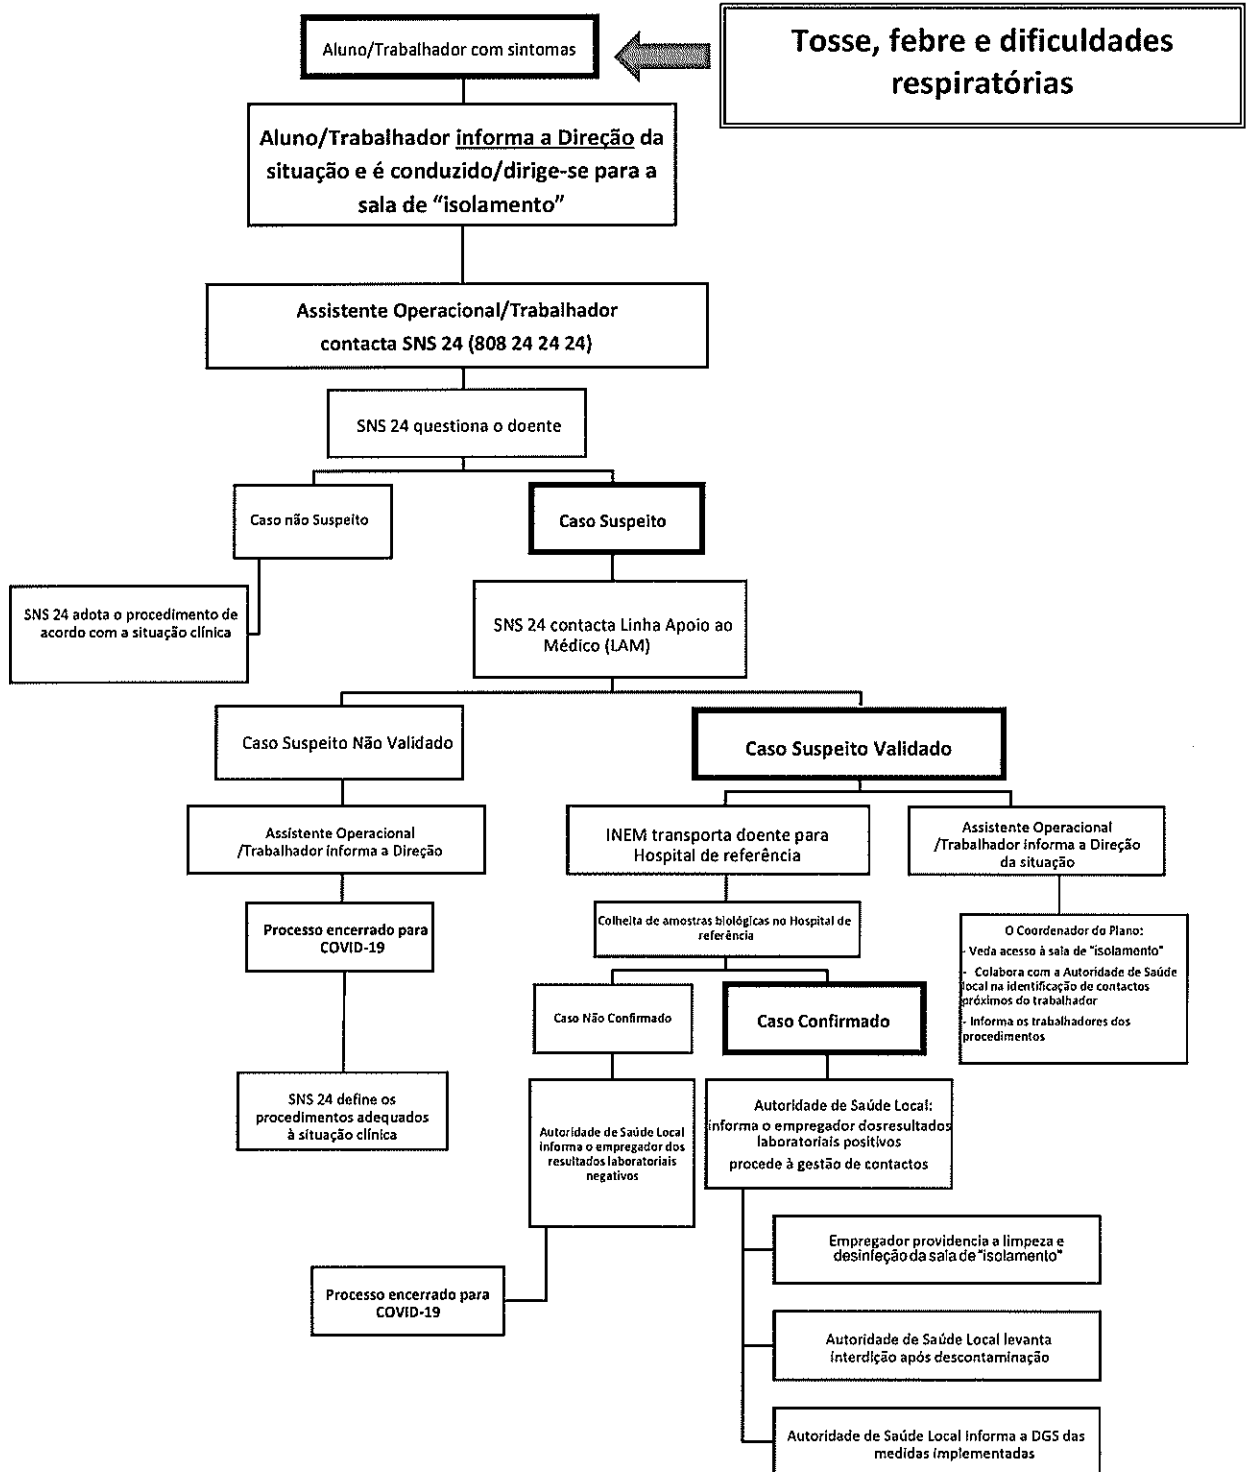 Tosse, febre e dificuldades
respiratórias
Aluno/Trabalhador com sintomas
Aluno/Trabalhador informa a Direção da
situação e é conduzido/dirige-se para a
sala de “isolamento”
Assistente Operacional/Trabalhador
contacta SNS 24 (808 24 24 24)
SNS 24 questiona o doente
Caso não Suspeito
Caso Suspeito
SNS 24 adota o procedimento de
acordo com a situação clínica
SNS 24 contacta Linha Apoio ao
Médico (LAM)
Caso Suspeito Não Validado
Caso Suspeito Validado
Assistente Operacional
/Trabalhador informa a Direção
INEM transporta doente para
Hospital de referência
Assistente Operacional
/Trabalhador informa a Direção
da situação
Processo encerrado para
COVID-19
Colheita de amostras biológicas no Hospital de
referência
O Coordenador do Plano:
- Veda acesso à sala de “isolamento”
- Colabora com a Autoridade de Saúde
local na identificação de contactos
próximos do trabalhador
- Informa os trabalhadores dos
procedimentos
Caso Não Confirmado
Caso Confirmado
SNS 24 define os
procedimentos adequados
à situação clínica
Autoridade de Saúde Local
informa o empregador dos
resultados laboratoriais
negativos
Autoridade de Saúde Local:
informa o empregador dosresultados
laboratoriais positivos
procede à gestão de contactos
Empregador providencia a limpeza e
desinfeção da sala de “isolamento”
Processo encerrado para
COVID-19
Autoridade de Saúde Local levanta
interdição após descontaminação
Autoridade de Saúde Local informa a DGS das
medidas implementadas